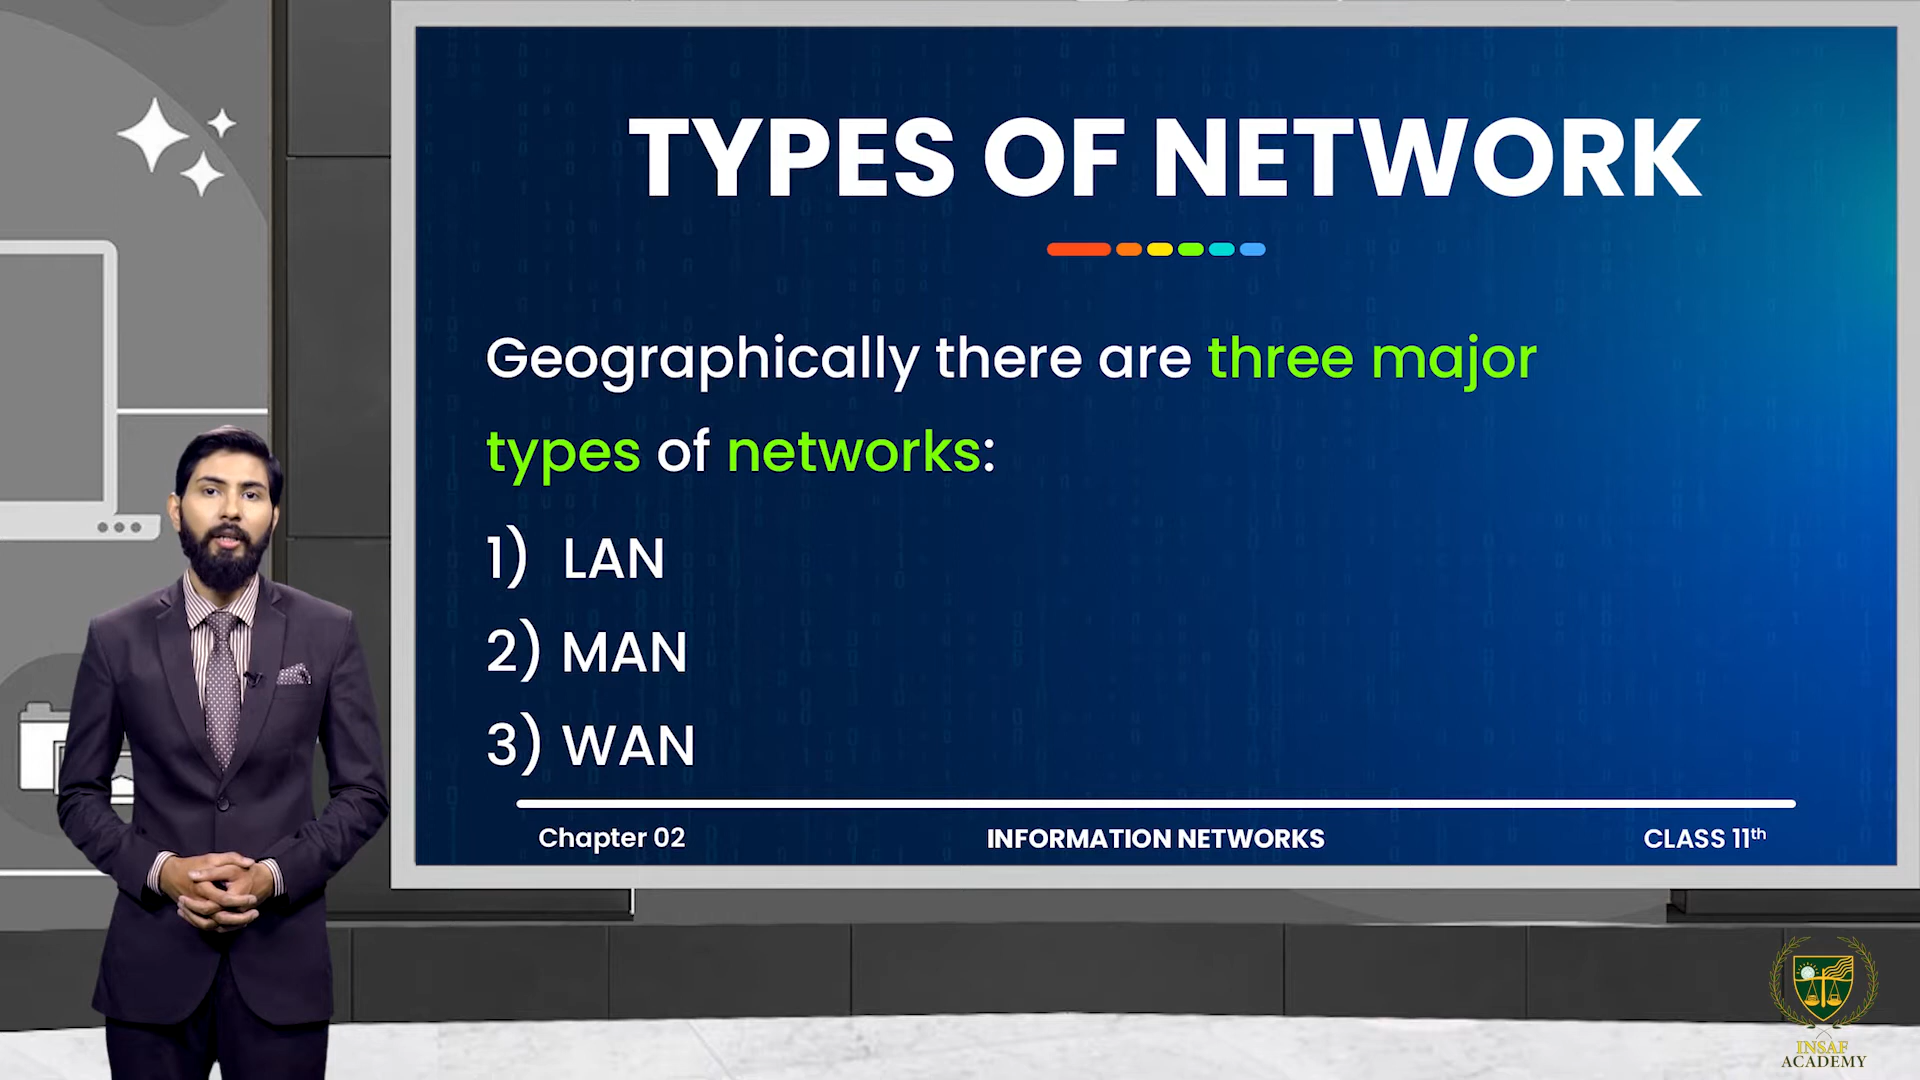 TYPES OF NETWORK
Geographically there are three major
types of networks:
1) LAN
2) MAN
3) WAN
Chapter 02 INFORMATION NETWORKS CLASS 11th
INSAF
ACADEMY